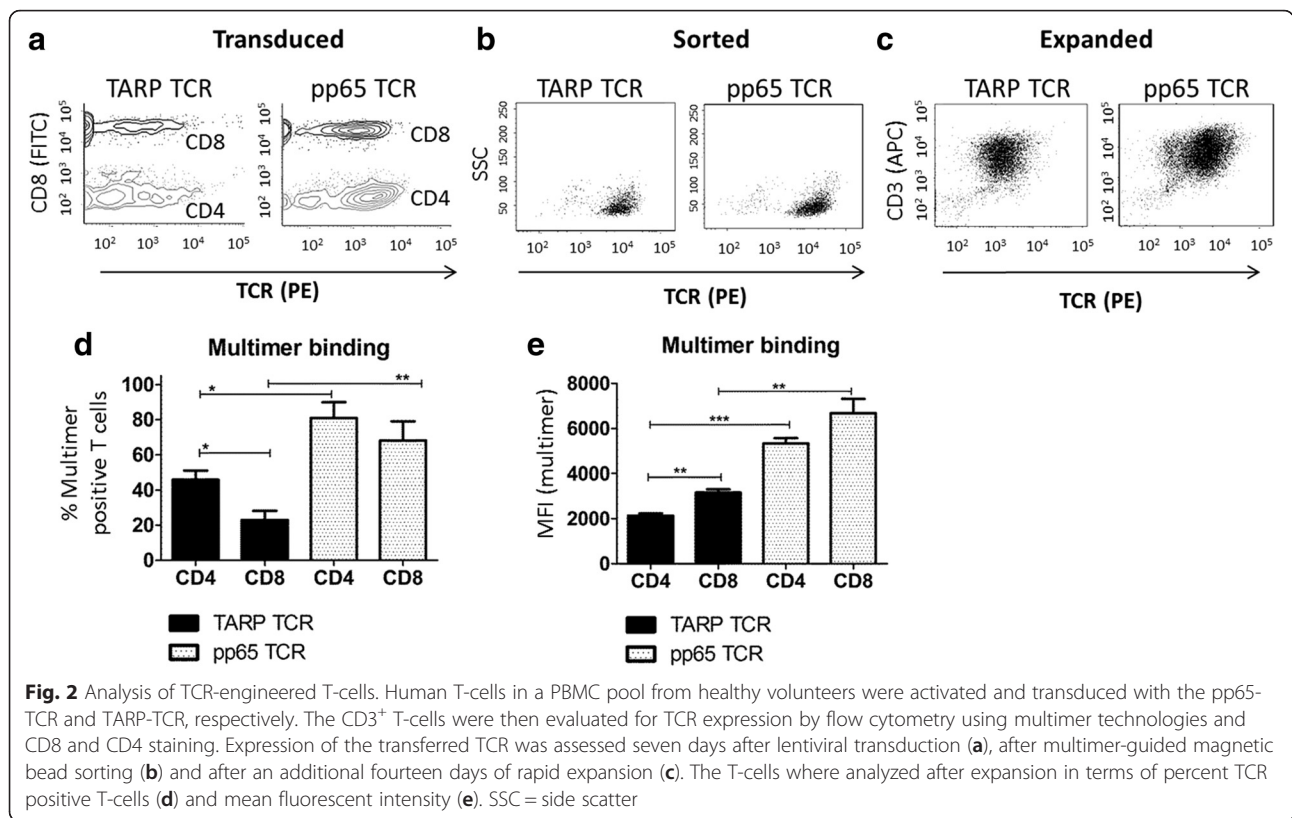 a Transduced
TARP TCR pp65 TCR
CD8 (FITC)
10⁵
10⁴
10³
10²
CD8
CD4
CD8
CD4
10² 10³ 10⁴ 10⁵ 10² 10³ 10⁴ 10⁵
TCR (PE)
b Sorted
TARP TCR pp65 TCR
SSC
250
200
150
100
50
250
200
150
100
50
10² 10³ 10⁴ 10⁵ 10² 10³ 10⁴ 10⁵
TCR (PE)
c Expanded
TARP TCR pp65 TCR
CD3 (APC)
10⁵
10⁴
10³
10²
10⁵
10⁴
10³
10²
10² 10³ 10⁴ 10⁵ 10² 10³ 10⁴ 10⁵
TCR (PE)
d Multimer binding
% Multimer
positive T cells
100
80
60
40
20
0
*
*
**
CD4 CD8 CD4 CD8
TARP TCR
pp65 TCR
e Multimer binding
MFI (multimer)
8000
6000
4000
2000
0
**
***
**
CD4 CD8 CD4 CD8
TARP TCR
pp65 TCR
Fig. 2 Analysis of TCR-engineered T-cells. Human T-cells in a PBMC pool from healthy volunteers were activated and transduced with the pp65-
TCR and TARP-TCR, respectively. The CD3⁺ T-cells were then evaluated for TCR expression by flow cytometry using multimer technologies and
CD8 and CD4 staining. Expression of the transferred TCR was assessed seven days after lentiviral transduction (a), after multimer-guided magnetic
bead sorting (b) and after an additional fourteen days of rapid expansion (c). The T-cells where analyzed after expansion in terms of percent TCR
positive T-cells (d) and mean fluorescent intensity (e). SSC = side scatter